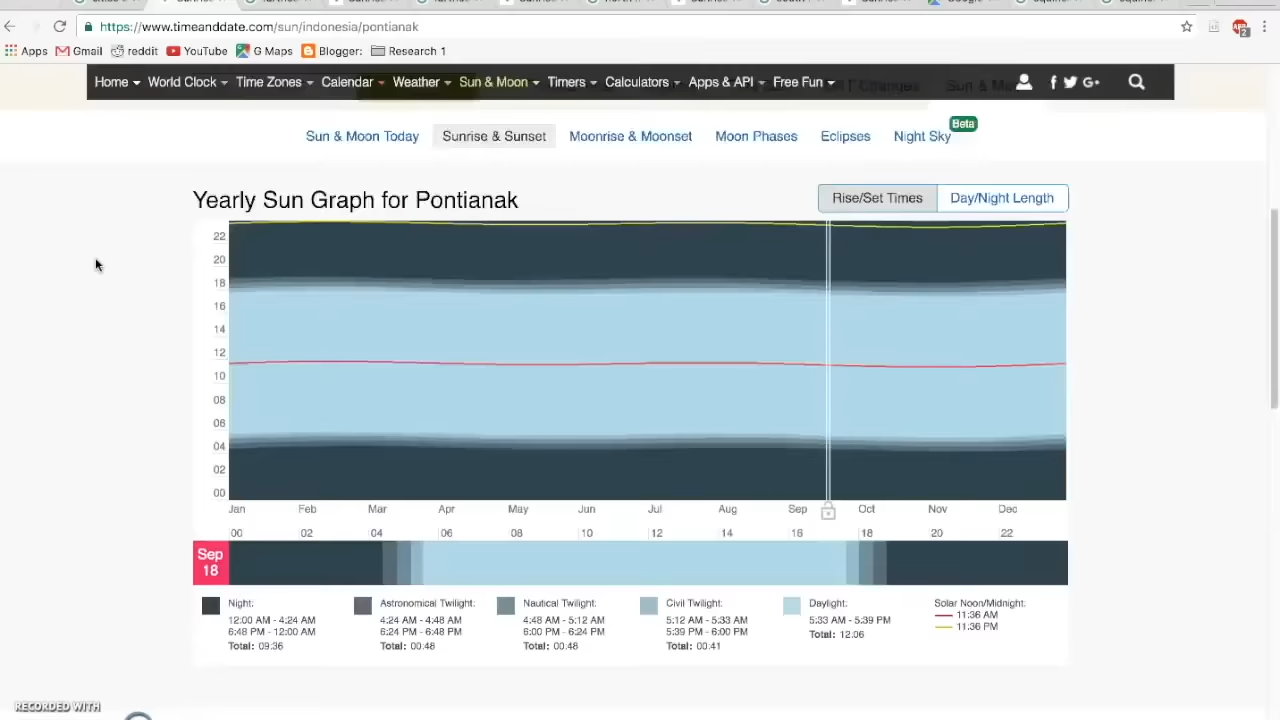 https://www.timeanddate.com/sun/indonesia/pontianak
Apps Gmail reddit YouTube G Maps Blogger: Research 1
Home World Clock Time Zones Calendar Weather Sun & Moon Timers Calculators Apps & API Free Fun
Sun & Moon Today Sunrise & Sunset Moonrise & Moonset Moon Phases Eclipses Night Sky Beta
Yearly Sun Graph for Pontianak Rise/Set Times Day/Night Length
22
20
18
16
14
12
10
08
06
04
02
00
Jan Feb Mar Apr May Jun Jul Aug Sep Oct Nov Dec
00 02 04 06 08 10 12 14 16 18 20 22
Sep
18
Night: Astronomical Twilight: Nautical Twilight: Civil Twilight: Daylight: Solar Noon/Midnight:
12:00 AM - 4:24 AM 4:24 AM - 4:48 AM 4:48 AM - 5:12 AM 5:12 AM - 5:33 AM 5:33 AM - 5:39 PM 11:36 AM
6:48 PM - 12:00 AM 6:24 PM - 6:48 PM 6:00 PM - 6:24 PM 5:39 PM - 6:00 PM Total: 12:06 11:36 PM
Total: 09:36 Total: 00:48 Total: 00:48 Total: 00:41
RECORDED WITH